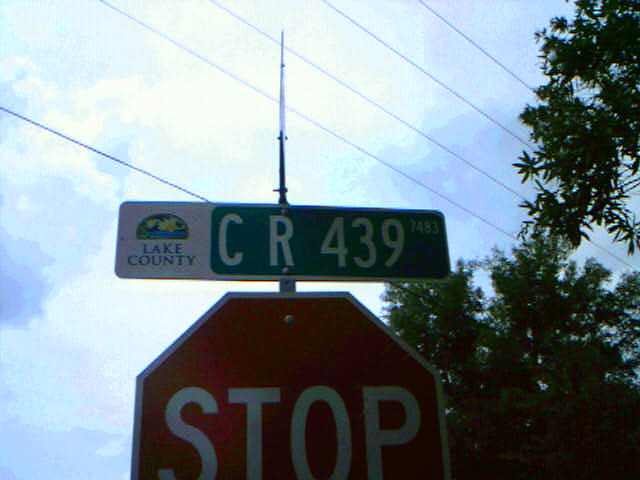 LAKE
COUNTY
C R 439 7483
STOP